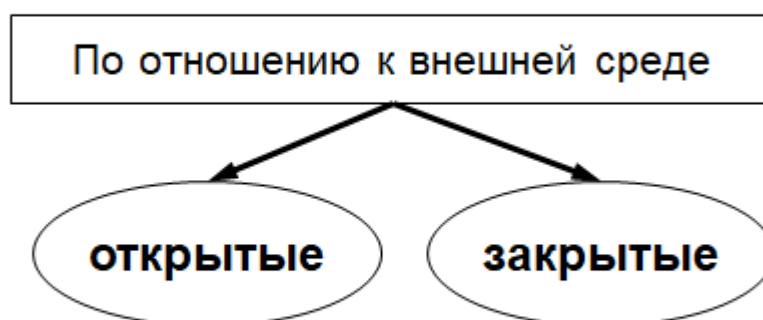 По отношению к внешней среде
открытые
закрытые